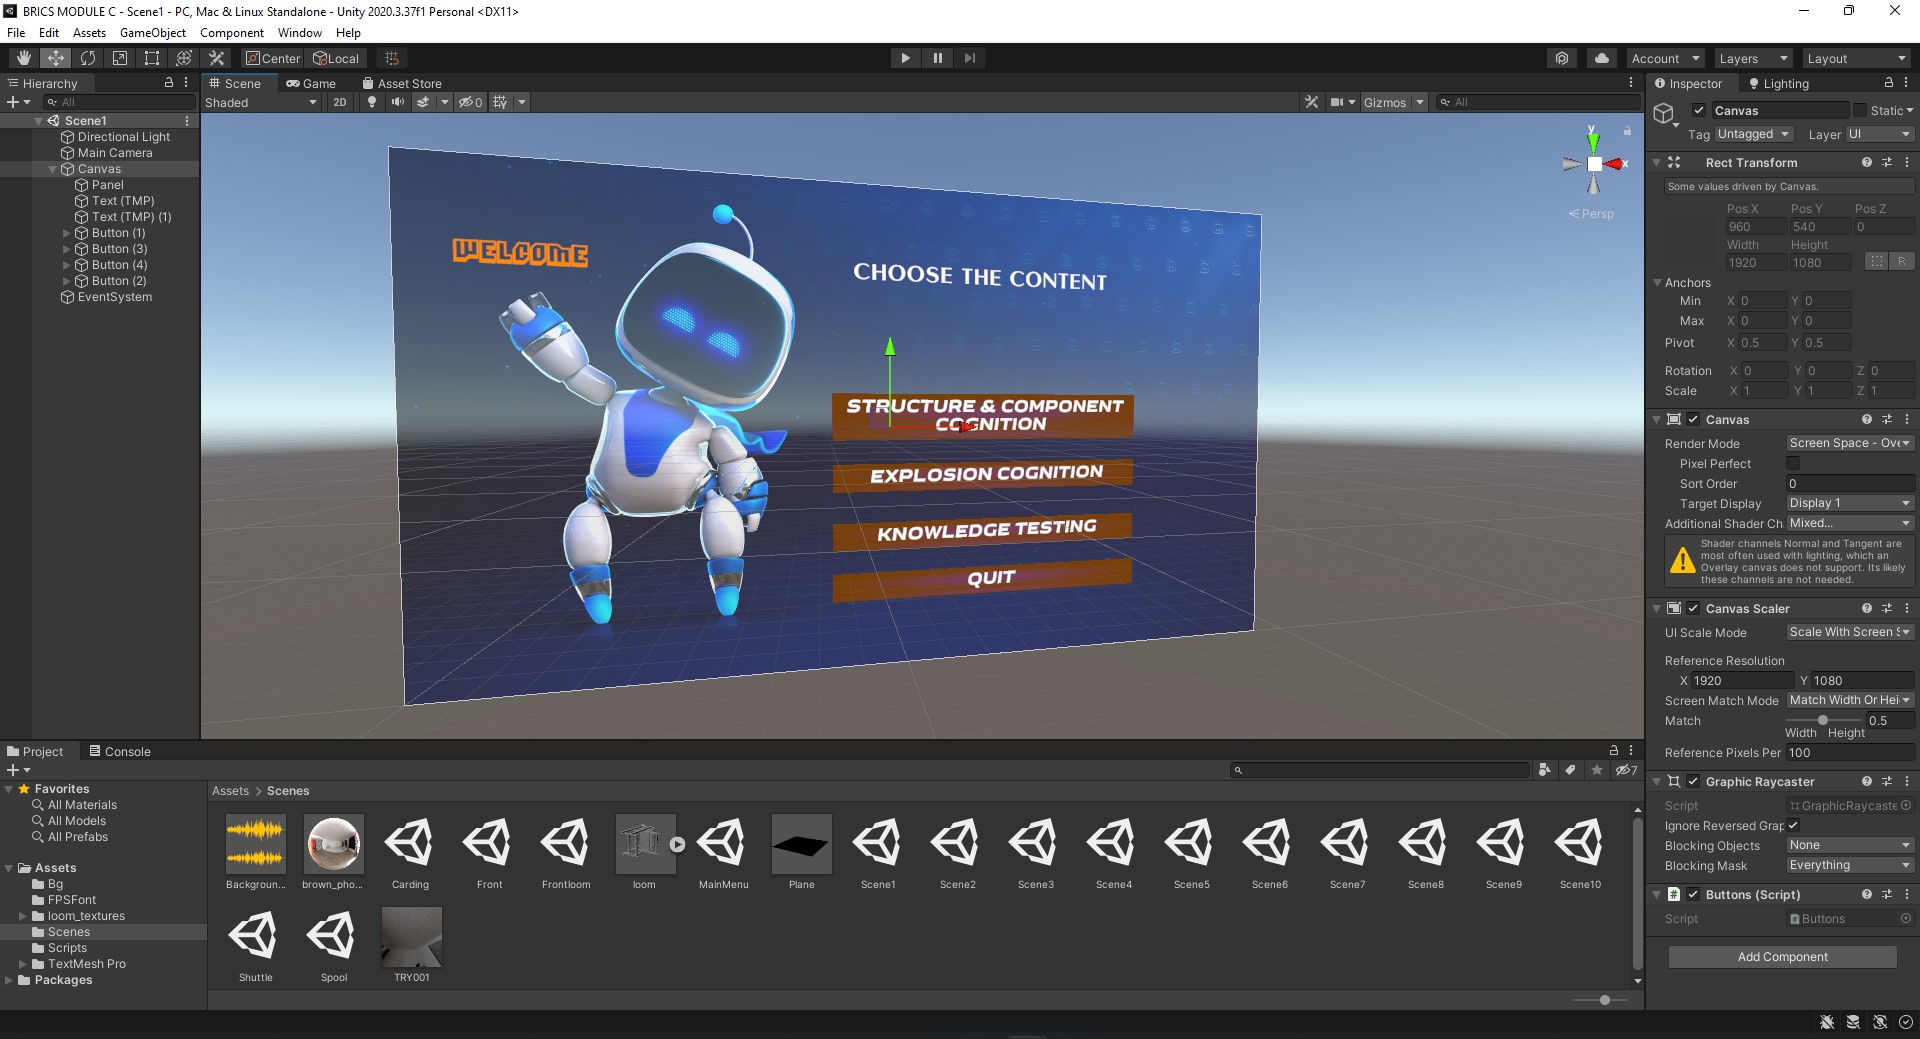 BRICS MODULE C - Scene1 - PC, Mac & Linux Standalone - Unity 2020.3.37f1 Personal <DX11>
File Edit Assets GameObject Component Window Help
Center Local Account Layers Layout
Hierarchy
All
Scene1
Directional Light
Main Camera
Canvas
Panel
Text (TMP)
Text (TMP) (1)
Button (1)
Button (3)
Button (4)
Button (2)
EventSystem
Scene Game Asset Store
Shaded 2D 0 Gizmos All
y
x
Persp
WELCOME
CHOOSE THE CONTENT
STRUCTURE & COMPONENT
COGNITION
EXPLOSION COGNITION
KNOWLEDGE TESTING
QUIT
Inspector Lighting
Canvas Static
Tag Untagged Layer UI
Rect Transform
Some values driven by Canvas.
Pos X Pos Y Pos Z
960 540 0
Width Height
1920 1080 R
Anchors
Min X 0 Y 0
Max X 0 Y 0
Pivot X 0.5 Y 0.5
Rotation X 0 Y 0 Z 0
Scale X 1 Y 1 Z 1
Canvas
Render Mode Screen Space - Ove
Pixel Perfect
Sort Order 0
Target Display Display 1
Additional Shader Ch Mixed...
Shader channels Normal and Tangent are
most often used with lighting, which an
Overlay canvas does not support. Its likely
these channels are not needed.
Canvas Scaler
UI Scale Mode Scale With Screen S
Reference Resolution
X 1920 Y 1080
Screen Match Mode Match Width Or Hei
Match 0.5
Width Height
Reference Pixels Per 100
Graphic Raycaster
Script GraphicRaycaste
Ignore Reversed Grap
Blocking Objects None
Blocking Mask Everything
Buttons (Script)
Script Buttons
Add Component
Project Console
7
Favorites
All Materials
All Models
All Prefabs
Assets
Bg
FPSFont
loom_textures
Scenes
Scripts
TextMesh Pro
Packages
Assets > Scenes
Backgroun... brown_pho... Carding Front Frontloom loom MainMenu Plane Scene1 Scene2 Scene3 Scene4 Scene5 Scene6 Scene7 Scene8 Scene9 Scene10
Shuttle Spool TRY001